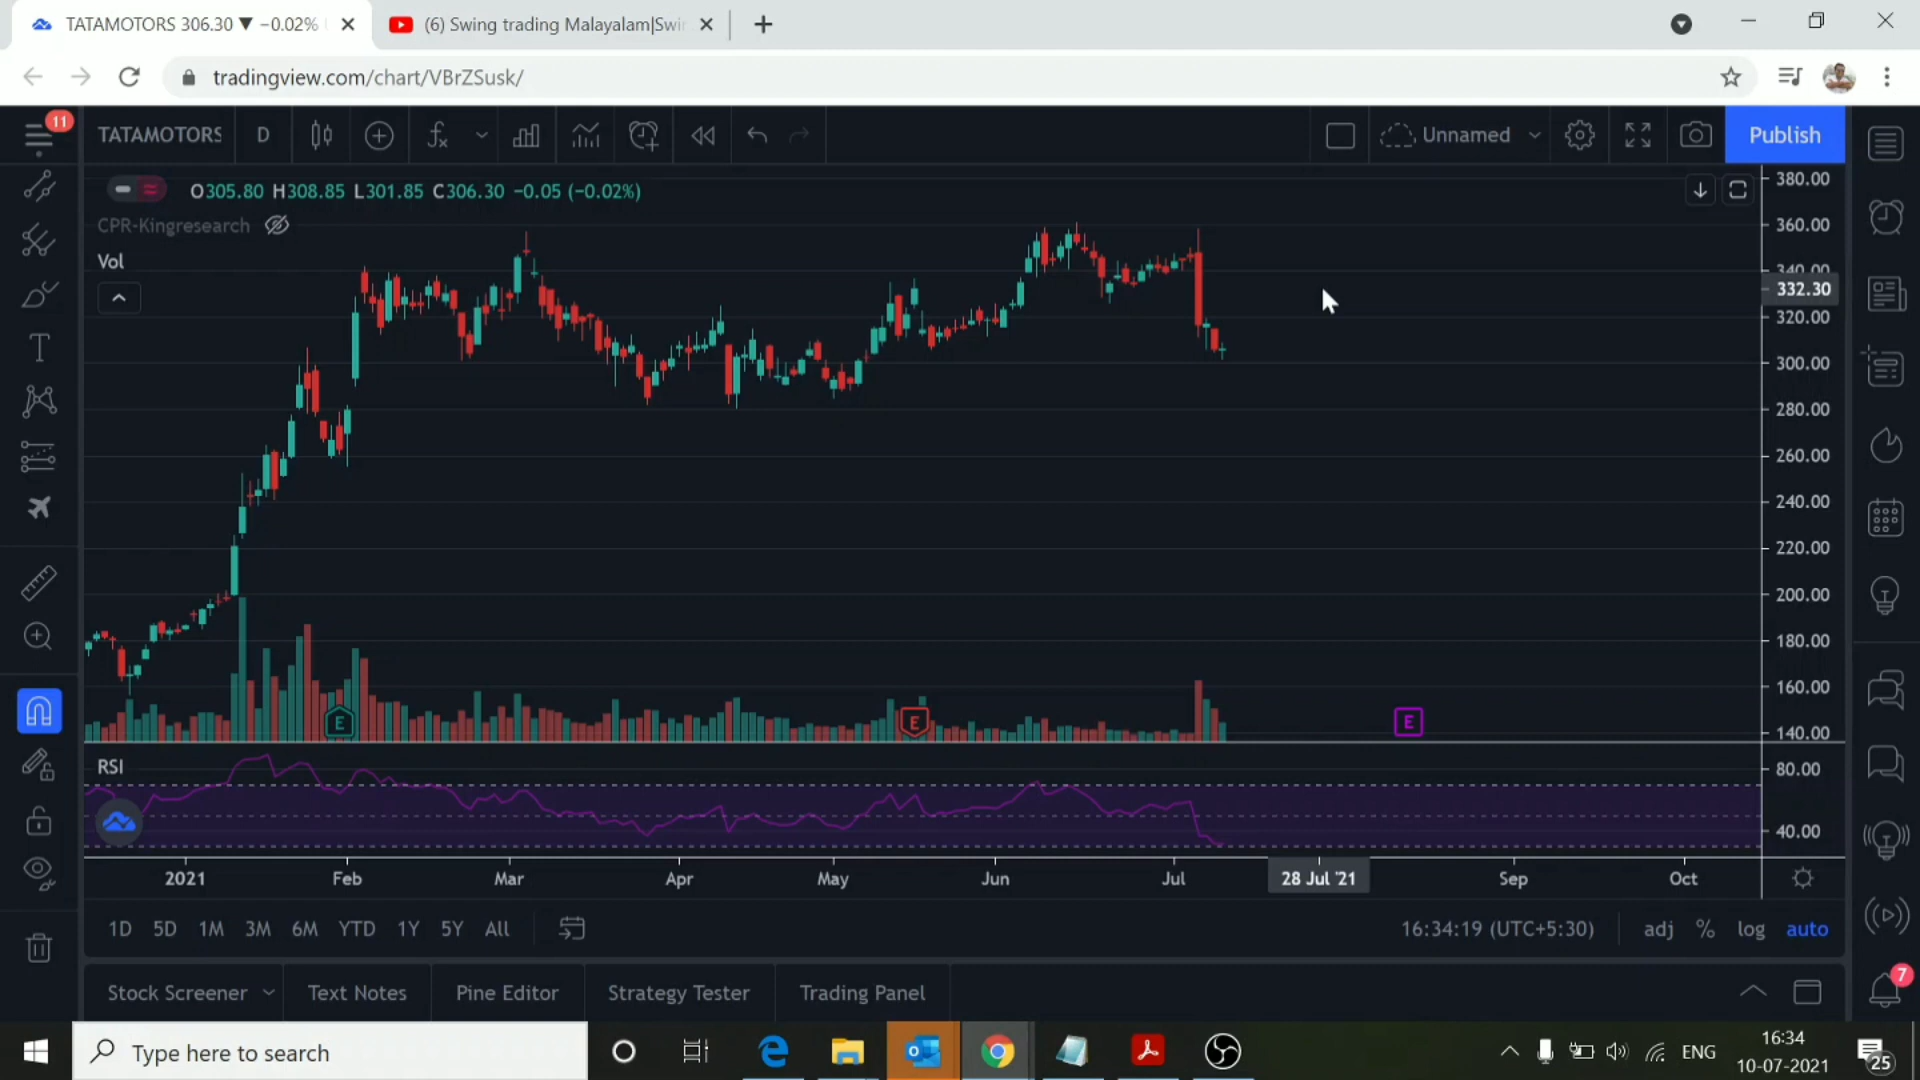 TATAMOTORS 306.30 ▼ −0.02%
(6) Swing trading Malayalam|Swi
tradingview.com/chart/VBrZSusk/
11
TATAMOTORS D
Unnamed
Publish
O305.80 H308.85 L301.85 C306.30 −0.05 (−0.02%)
CPR-Kingresearch
Vol
380.00
360.00
340.00
332.30
320.00
300.00
280.00
260.00
240.00
220.00
200.00
180.00
160.00
140.00
E E E
RSI
80.00
40.00
2021 Feb Mar Apr May Jun Jul 28 Jul '21 Sep Oct
1D 5D 1M 3M 6M YTD 1Y 5Y All
16:34:19 (UTC+5:30) adj % log auto
Stock Screener Text Notes Pine Editor Strategy Tester Trading Panel
7
Type here to search
ENG
16:34
10-07-2021
25